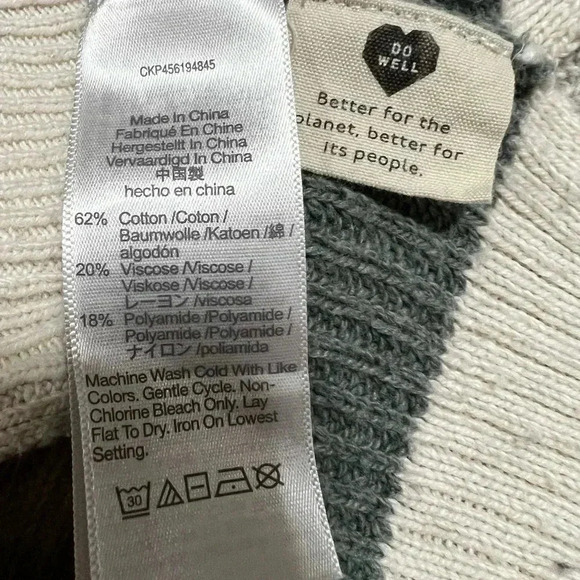 CKP456194845
Made In China
Fabriqué En Chine
Hergestellt In China
Vervaardigd In China
中国製
hecho en china
62% Cotton /Coton /
Baumwolle /Katoen /綿 /
algodón
20% Viscose /Viscose /
Viskose /Viscose /
レーヨン /viscosa
18% Polyamide /Polyamide /
Polyamide /Polyamide /
ナイロン /poliamida
Machine Wash Cold With Like
Colors. Gentle Cycle. Non-
Chlorine Bleach Only. Lay
Flat To Dry. Iron On Lowest
Setting.
30
DO
WELL
Better for the
planet, better for
its people.